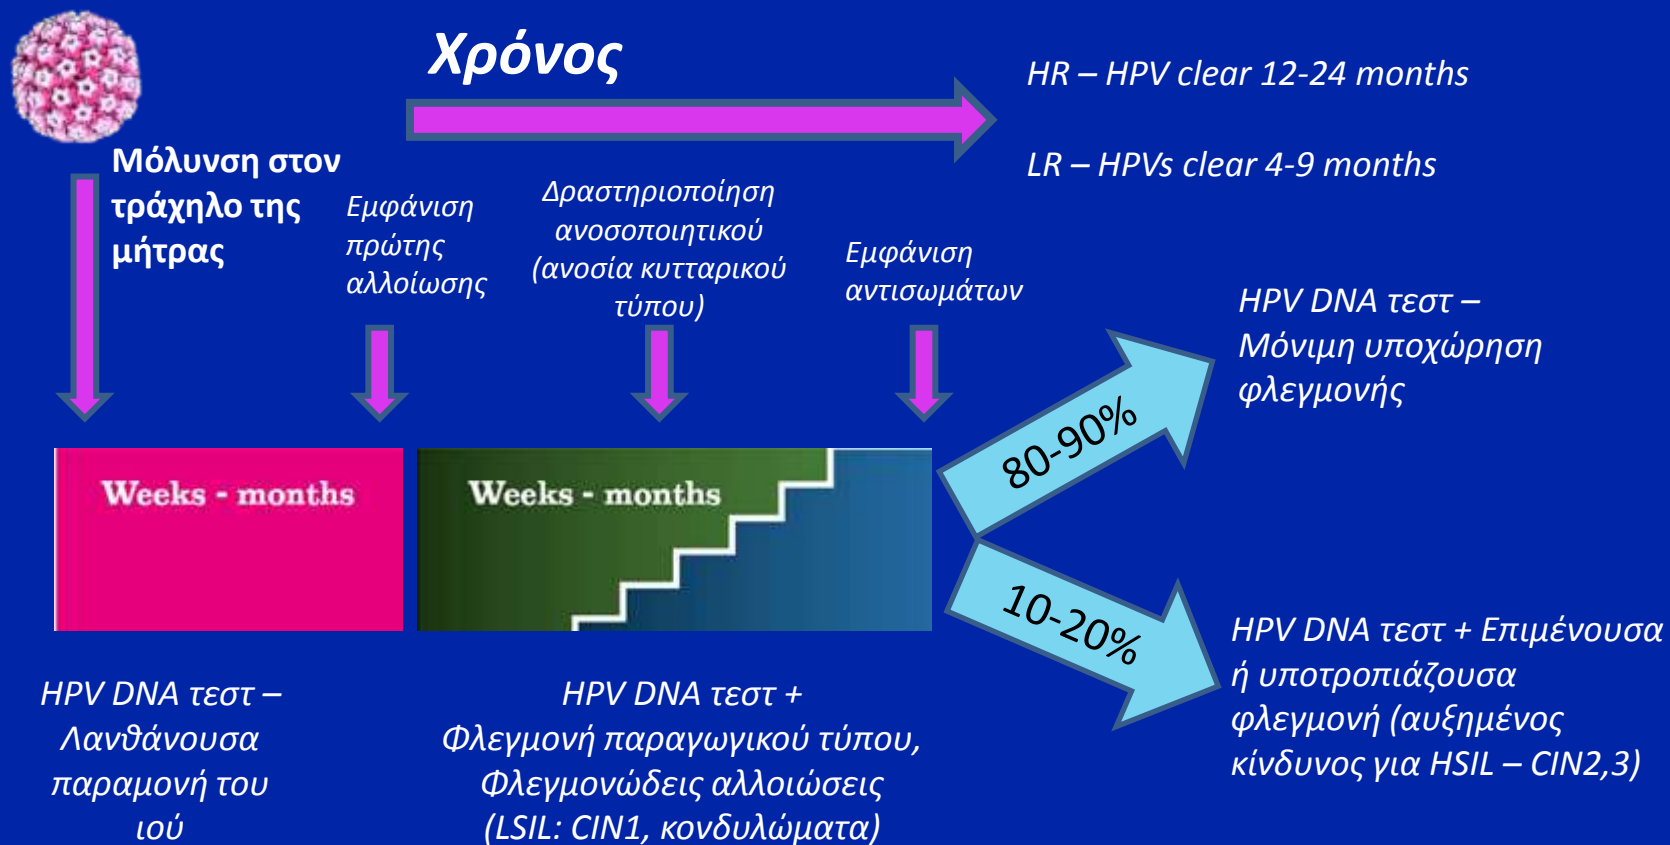 Χρόνος
HR – HPV clear 12-24 months
LR – HPVs clear 4-9 months
Μόλυνση στον
τράχηλο της
μήτρας
Εμφάνιση
πρώτης
αλλοίωσης
Δραστηριοποίηση
ανοσοποιητικού
(ανοσία κυτταρικού
τύπου)
Εμφάνιση
αντισωμάτων
HPV DNA τεστ –
Μόνιμη υποχώρηση
φλεγμονής
80-90%
Weeks - months
Weeks - months
10-20%
HPV DNA τεστ + Επιμένουσα
ή υποτροπιάζουσα
φλεγμονή (αυξημένος
κίνδυνος για HSIL – CIN2,3)
HPV DNA τεστ –
Λανθάνουσα
παραμονή του
ιού
HPV DNA τεστ +
Φλεγμονή παραγωγικού τύπου,
Φλεγμονώδεις αλλοιώσεις
(LSIL: CIN1, κονδυλώματα)